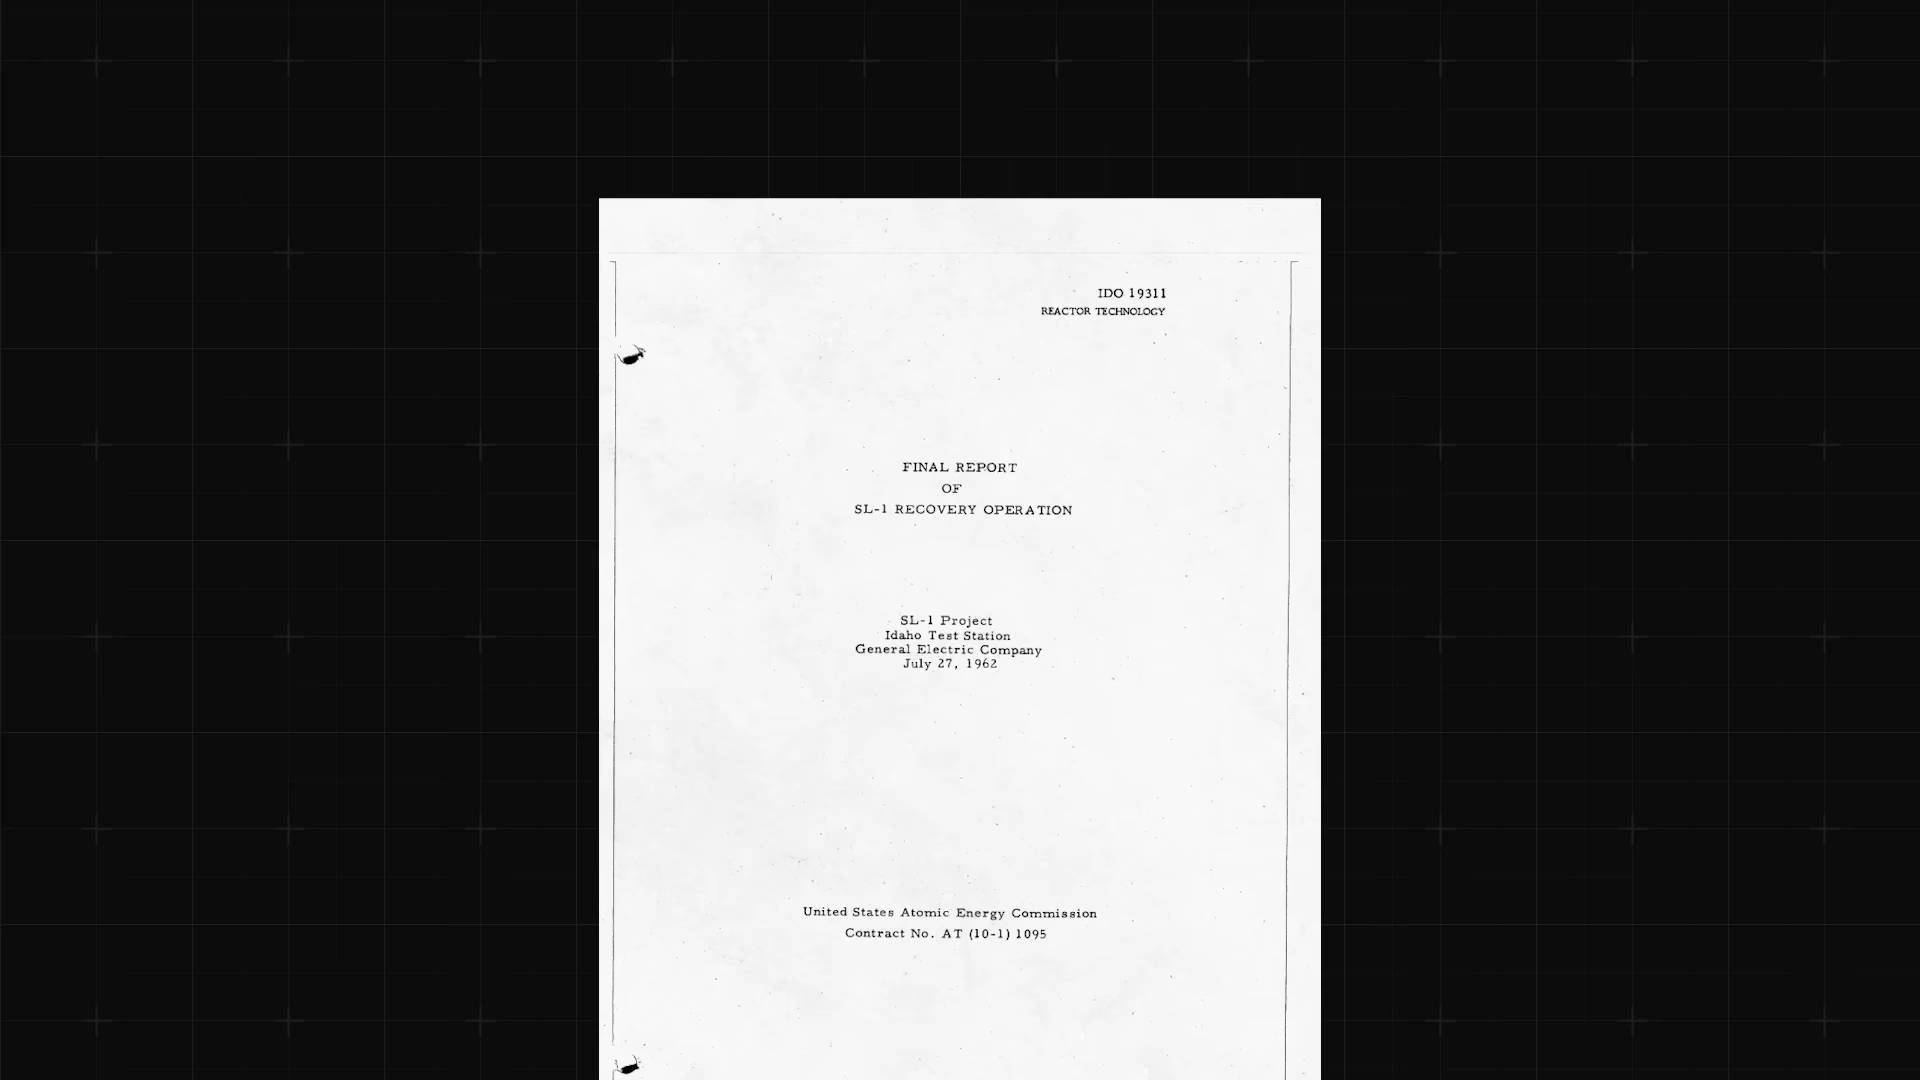 IDO 19311
REACTOR TECHNOLOGY
FINAL REPORT
OF
SL-1 RECOVERY OPERATION
SL-1 Project
Idaho Test Station
General Electric Company
July 27, 1962
United States Atomic Energy Commission
Contract No. AT (10-1) 1095